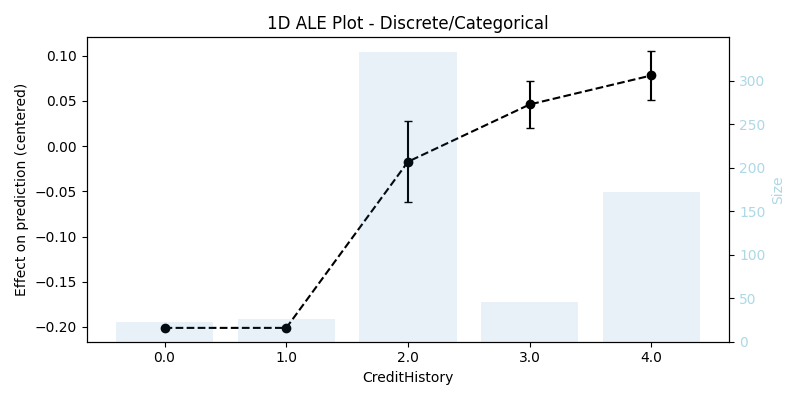 1D ALE Plot - Discrete/Categorical
Effect on prediction (centered)
0.10
0.05
0.00
−0.05
−0.10
−0.15
−0.20
300
250
200
150
100
50
0
Size
0.0 1.0 2.0 3.0 4.0
CreditHistory